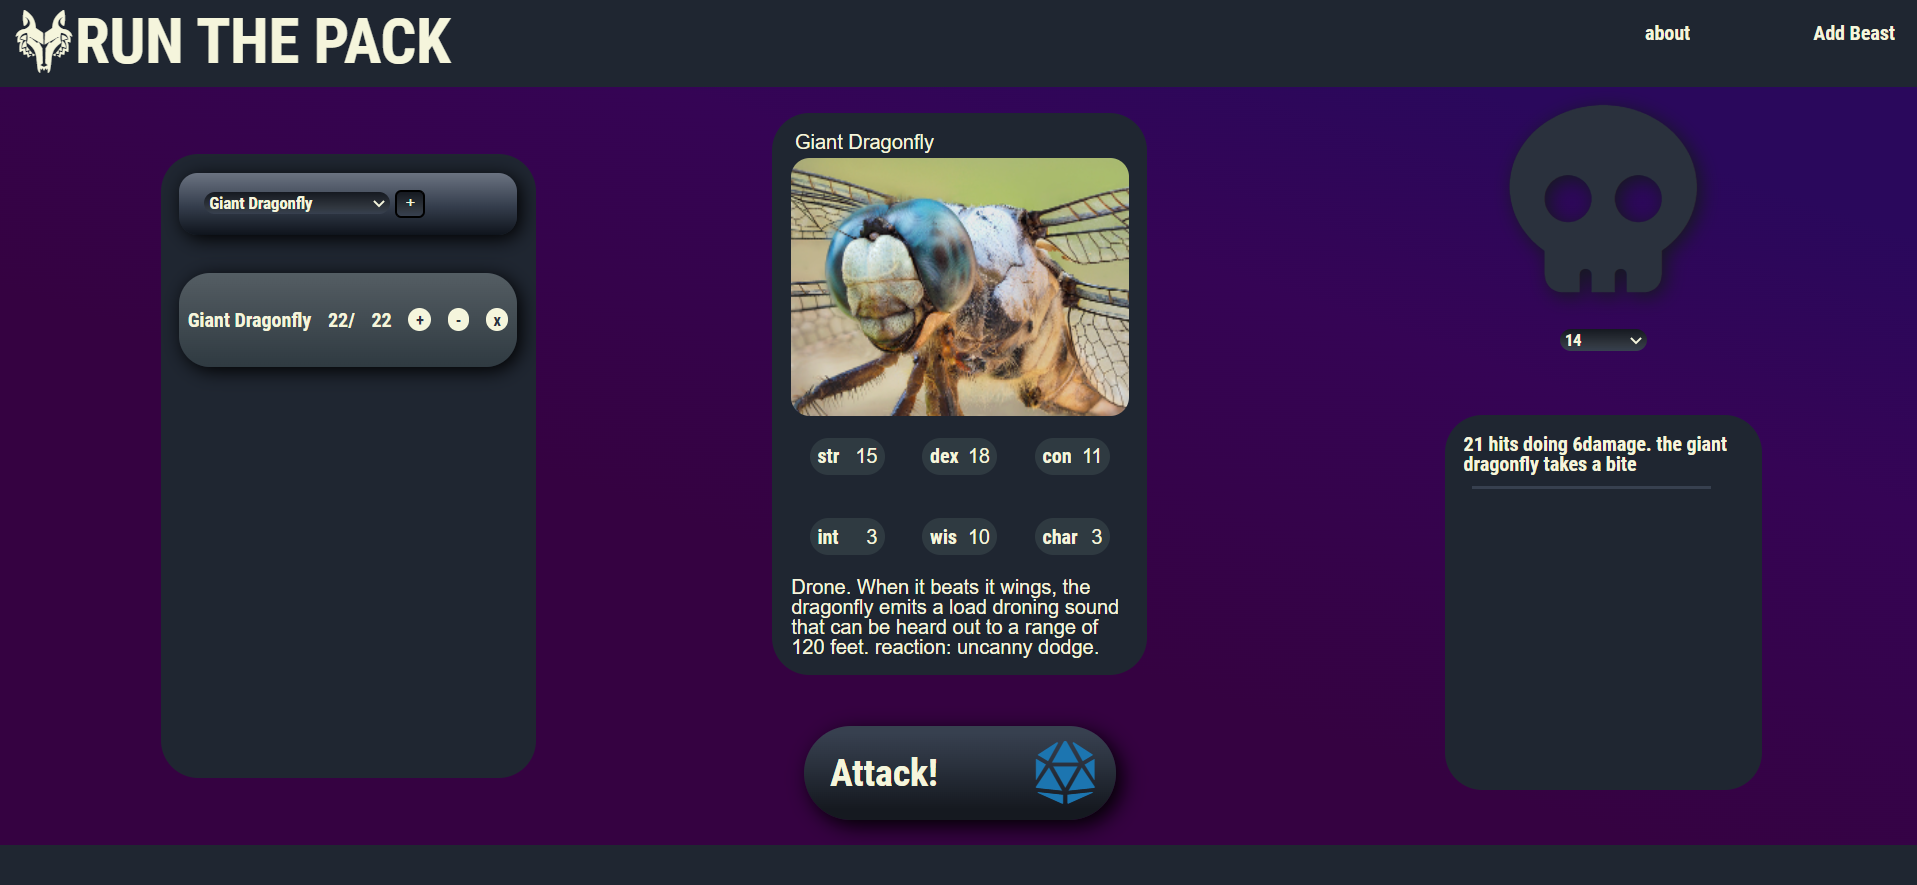 RUN THE PACK
about
Add Beast
Giant Dragonfly
+
Giant Dragonfly 22/ 22 + - x
Giant Dragonfly
str 15
dex 18
con 11
int 3
wis 10
char 3
Drone. When it beats it wings, the
dragonfly emits a load droning sound
that can be heard out to a range of
120 feet. reaction: uncanny dodge.
Attack!
14
21 hits doing 6damage. the giant
dragonfly takes a bite